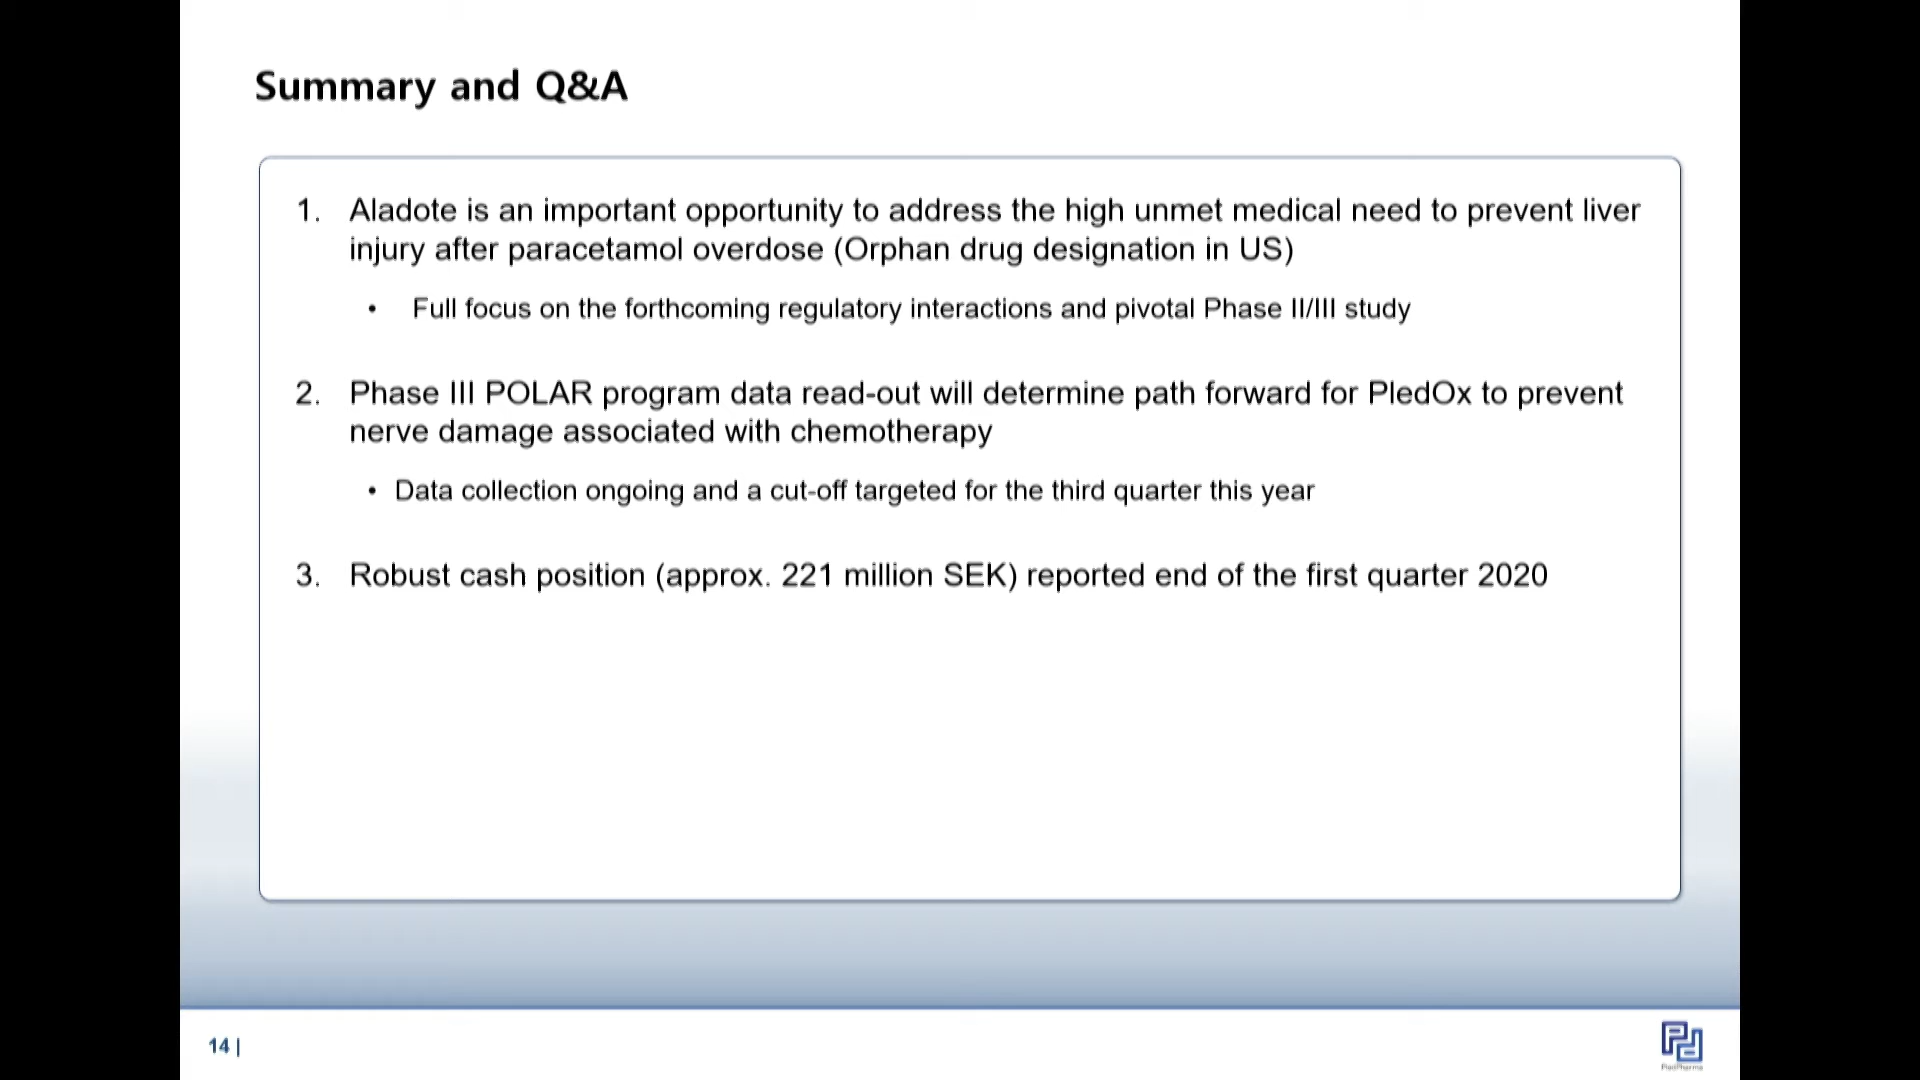 Summary and Q&A
1. Aladote is an important opportunity to address the high unmet medical need to prevent liver
injury after paracetamol overdose (Orphan drug designation in US)
• Full focus on the forthcoming regulatory interactions and pivotal Phase II/III study
2. Phase III POLAR program data read-out will determine path forward for PledOx to prevent
nerve damage associated with chemotherapy
• Data collection ongoing and a cut-off targeted for the third quarter this year
3. Robust cash position (approx. 221 million SEK) reported end of the first quarter 2020
14 |
PledPharma